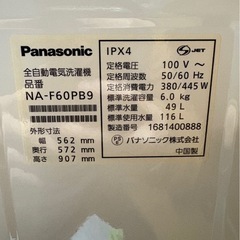 Panasonic
全自動電気洗濯機
品番
NA-F60PB9
外形寸法
幅 562 mm
奥行 572 mm
高さ 907 mm
IPX4
S JET
定格電圧 100 V～
定格周波数 50/60 Hz
定格消費電力 380/445 W
標準洗濯容量 6.0 kg
標準水量 49 L
標準使用水量 116 L
1681400888
パナソニック株式会社
中国製